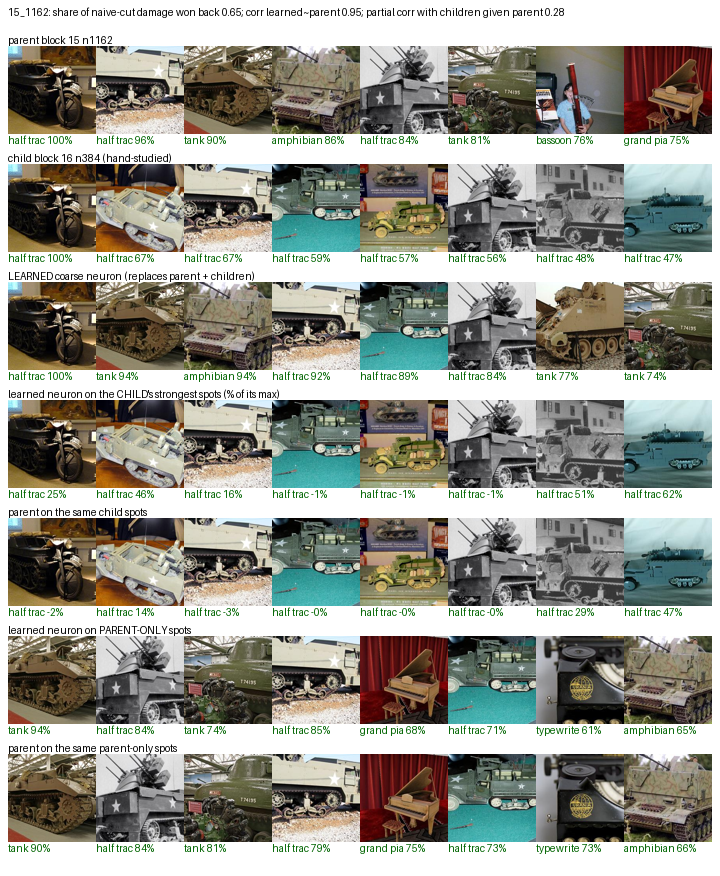 15_1162: share of naive-cut damage won back 0.65; corr learned~parent 0.95; partial corr with children given parent 0.28
parent block 15 n1162
half trac 100% half trac 96% tank 90% amphibian 86% half trac 84% tank 81% bassoon 76% grand pia 75%
child block 16 n384 (hand-studied)
half trac 100% half trac 67% half trac 67% half trac 59% half trac 57% half trac 56% half trac 48% half trac 47%
LEARNED coarse neuron (replaces parent + children)
half trac 100% tank 94% amphibian 94% half trac 92% half trac 89% half trac 84% tank 77% tank 74%
learned neuron on the CHILD's strongest spots (% of its max)
half trac 25% half trac 46% half trac 16% half trac -1% half trac -1% half trac -1% half trac 51% half trac 62%
parent on the same child spots
half trac -2% half trac 14% half trac -3% half trac -0% half trac -0% half trac -0% half trac 29% half trac 47%
learned neuron on PARENT-ONLY spots
tank 94% half trac 84% tank 74% half trac 85% grand pia 68% half trac 71% typewrite 61% amphibian 65%
parent on the same parent-only spots
tank 90% half trac 84% tank 81% half trac 79% grand pia 75% half trac 73% typewrite 73% amphibian 66%